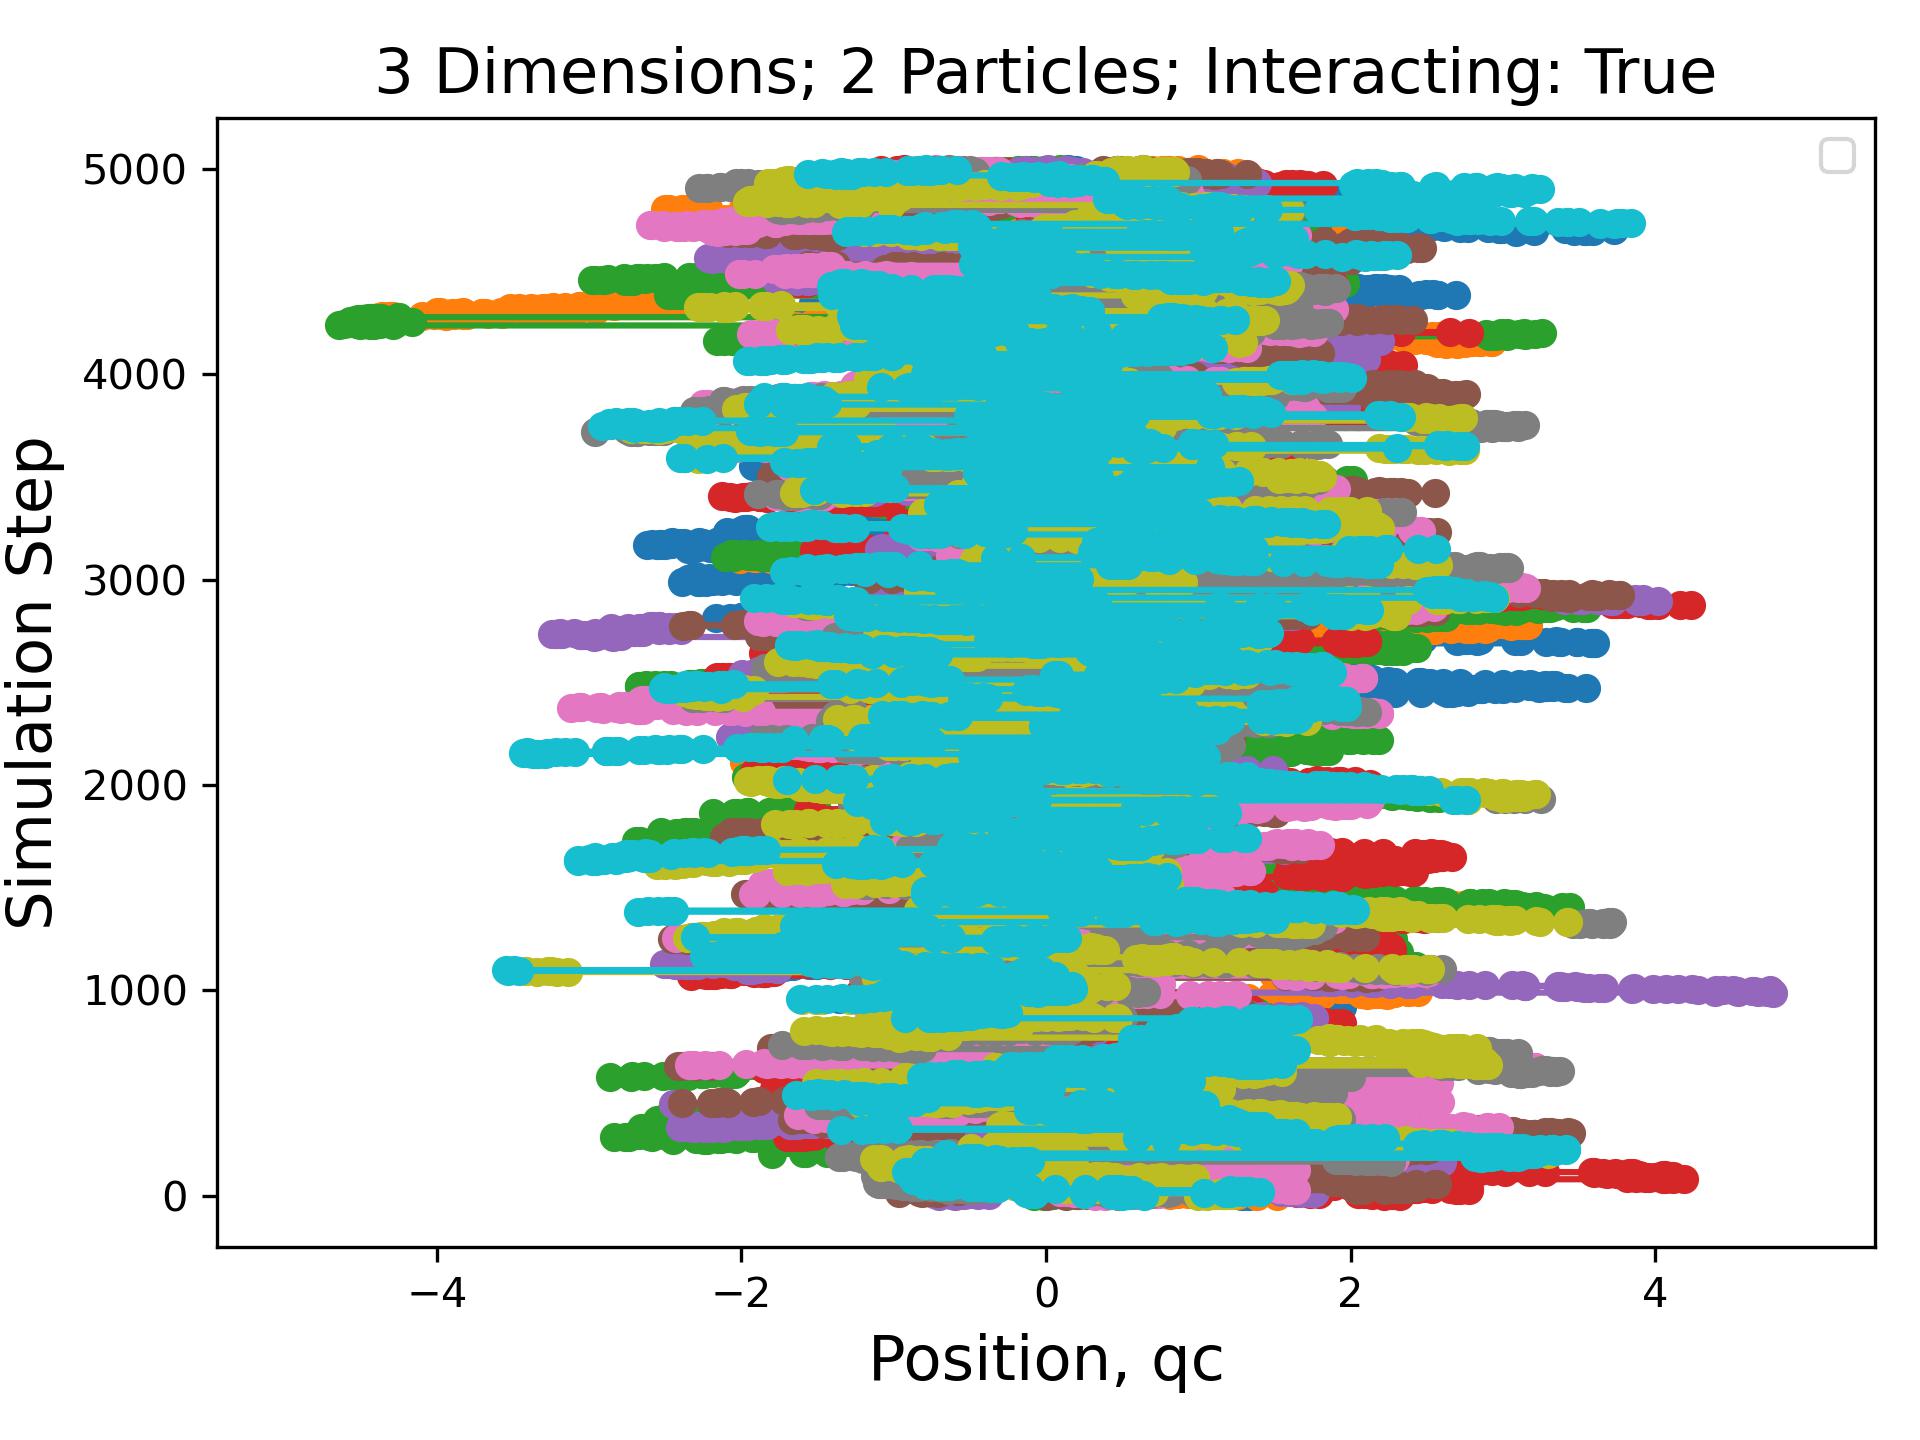 3 Dimensions; 2 Particles; Interacting: True
5000
4000
3000
2000
1000
0
Simulation Step
−4 −2 0 2 4
Position, qc